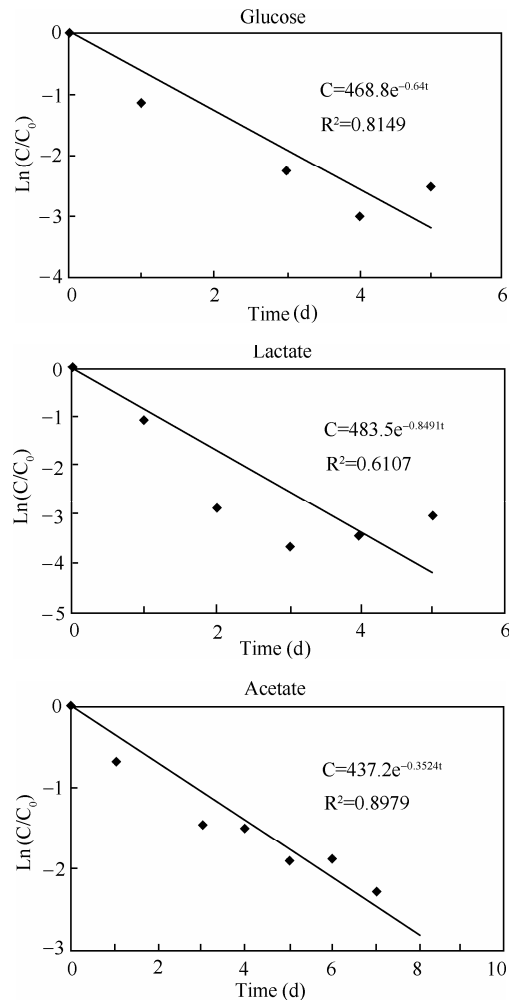 Glucose
0
−1
−2
−3
−4
Ln(C/C₀)
C=468.8e⁻⁰·⁶⁴ᵗ
R²=0.8149
0 2 4 6
Time (d)
Lactate
0
−1
−2
−3
−4
−5
Ln(C/C₀)
C=483.5e⁻⁰·⁸⁴⁹¹ᵗ
R²=0.6107
0 2 4 6
Time (d)
Acetate
0
−1
−2
−3
Ln(C/C₀)
C=437.2e⁻⁰·³⁵²⁴ᵗ
R²=0.8979
0 2 4 6 8 10
Time (d)